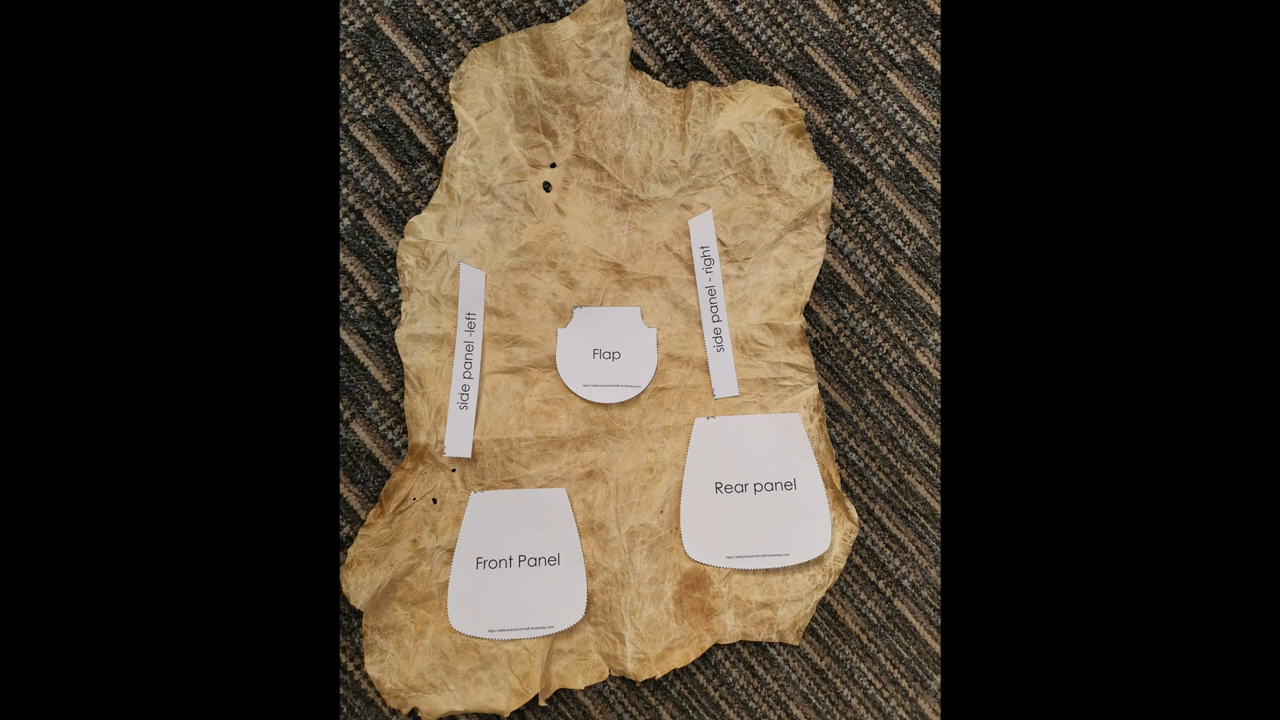 side panel - right
side panel -left
Flap
Rear panel
Front Panel